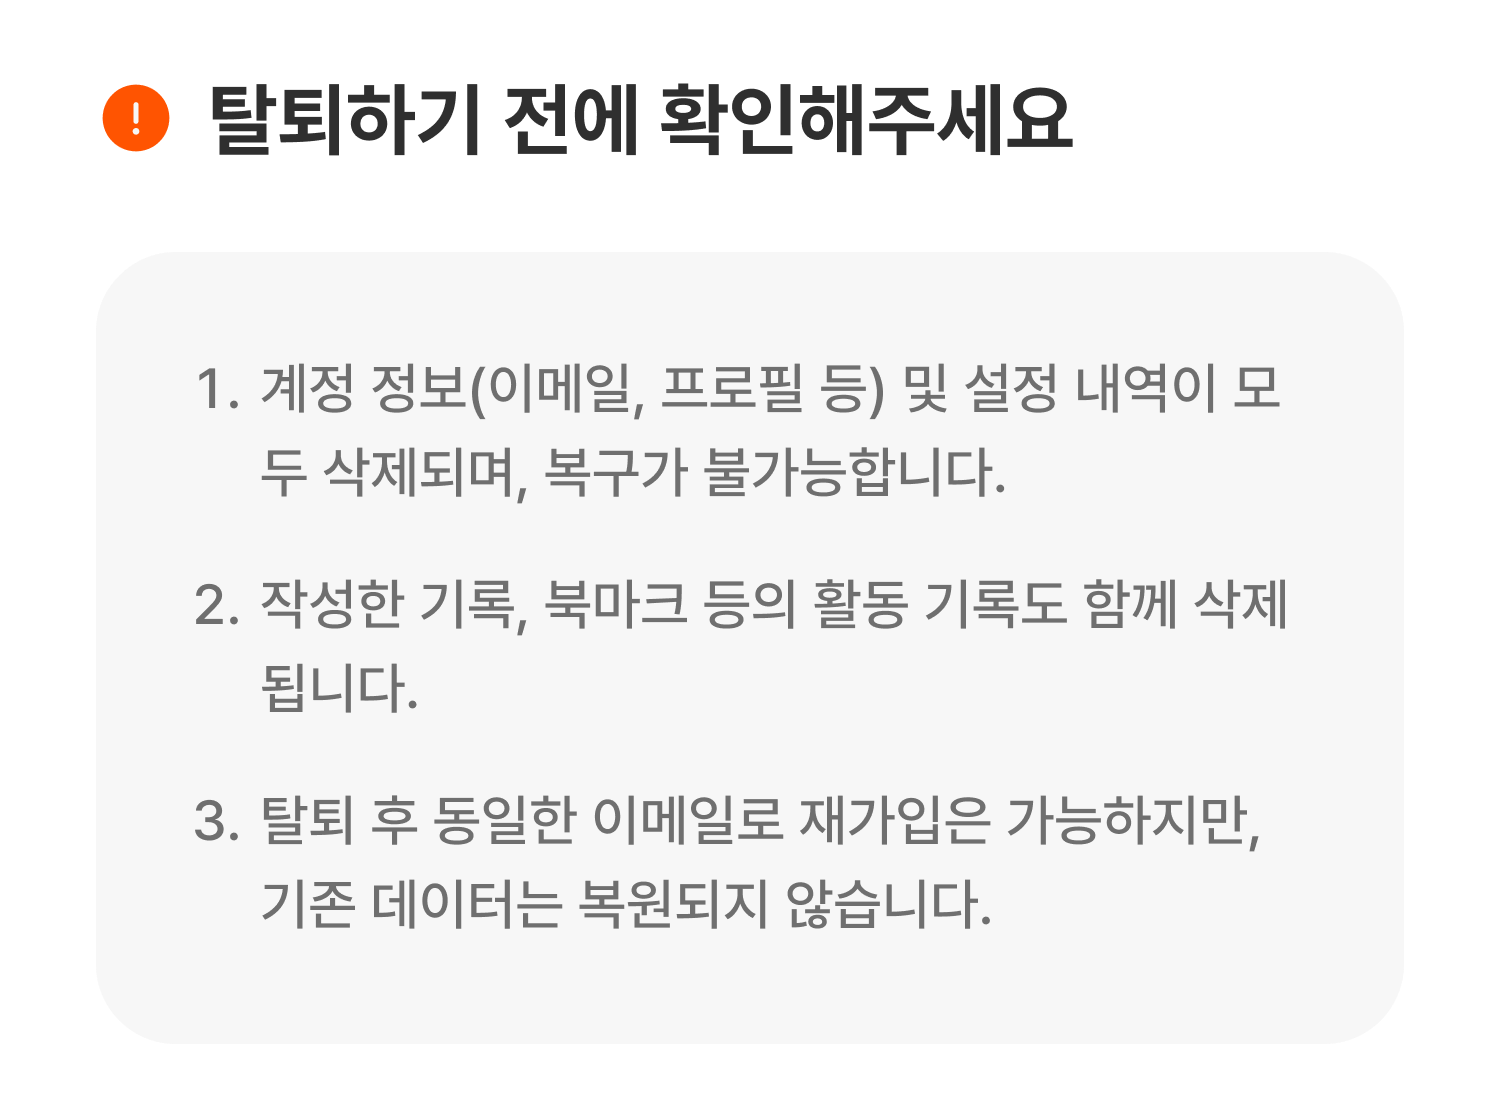 탈퇴하기 전에 확인해주세요
1. 계정 정보(이메일, 프로필 등) 및 설정 내역이 모
두 삭제되며, 복구가 불가능합니다.
2. 작성한 기록, 북마크 등의 활동 기록도 함께 삭제
됩니다.
3. 탈퇴 후 동일한 이메일로 재가입은 가능하지만,
기존 데이터는 복원되지 않습니다.